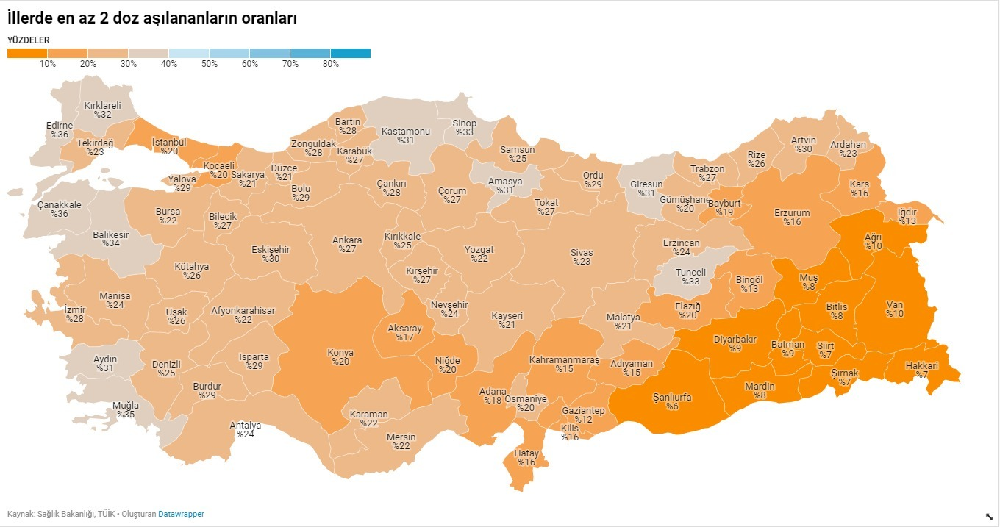 İllerde en az 2 doz aşılananların oranları
YÜZDELER
10% 20% 30% 40% 50% 60% 70% 80%
Kırklareli
%32
Edirne
%36
Tekirdağ
%23
İstanbul
%20
Kocaeli
%20
Yalova
%29
Sakarya
%21
Düzce
%21
Bolu
%29
Zonguldak
%28
Bartın
%28
Karabük
%27
Kastamonu
%31
Sinop
%33
Samsun
%25
Çankırı
%28
Çorum
%27
Amasya
%31
Tokat
%27
Ordu
%29
Giresun
%31
Trabzon
%27
Gümüşhane
%20
Bayburt
%19
Rize
%26
Artvin
%30
Ardahan
%23
Kars
%16
Iğdır
%13
Erzurum
%16
Ağrı
%10
Çanakkale
%36
Balıkesir
%34
Bursa
%22
Bilecik
%27
Eskişehir
%30
Kütahya
%26
Ankara
%27
Kırıkkale
%25
Kırşehir
%27
Yozgat
%22
Sivas
%23
Erzincan
%24
Tunceli
%33
Bingöl
%13
Muş
%8
Bitlis
%8
Van
%10
İzmir
%28
Manisa
%24
Uşak
%26
Afyonkarahisar
%22
Nevşehir
%24
Kayseri
%21
Malatya
%21
Elazığ
%20
Aksaray
%17
Konya
%20
Niğde
%20
Kahramanmaraş
%15
Adıyaman
%15
Diyarbakır
%9
Batman
%9
Siirt
%7
Şırnak
%7
Hakkari
%7
Mardin
%8
Şanlıurfa
%6
Aydın
%31
Denizli
%25
Isparta
%29
Burdur
%29
Muğla
%35
Antalya
%24
Karaman
%22
Mersin
%22
Adana
%18
Osmaniye
%20
Gaziantep
%12
Kilis
%16
Hatay
%16
Kaynak: Sağlık Bakanlığı, TÜİK • Oluşturan Datawrapper